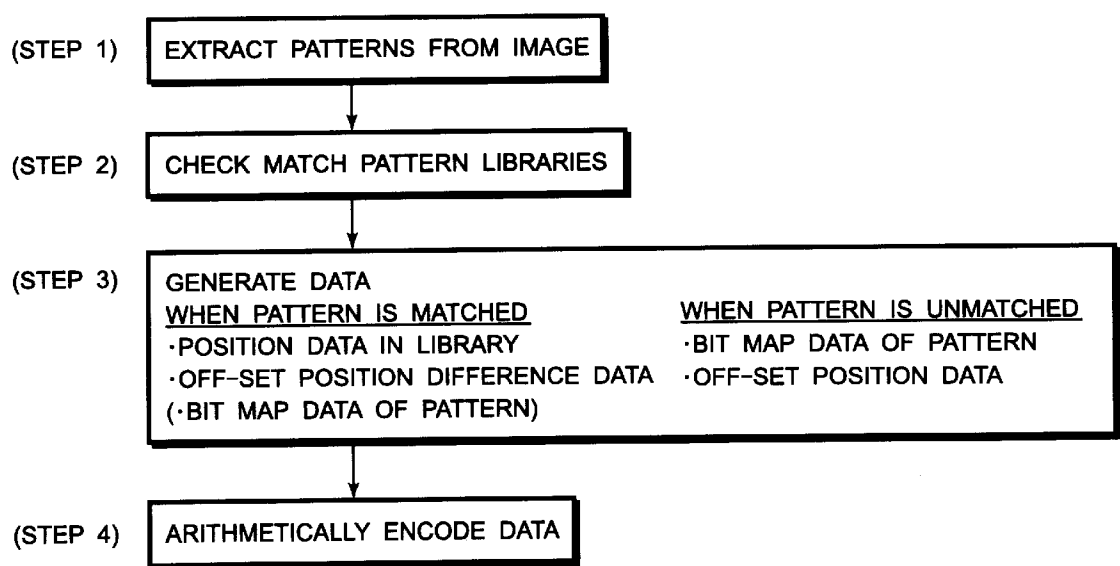 (STEP 1) EXTRACT PATTERNS FROM IMAGE
(STEP 2) CHECK MATCH PATTERN LIBRARIES
(STEP 3) GENERATE DATA
WHEN PATTERN IS MATCHED
·POSITION DATA IN LIBRARY
·OFF-SET POSITION DIFFERENCE DATA
(·BIT MAP DATA OF PATTERN)
WHEN PATTERN IS UNMATCHED
·BIT MAP DATA OF PATTERN
·OFF-SET POSITION DATA
(STEP 4) ARITHMETICALLY ENCODE DATA